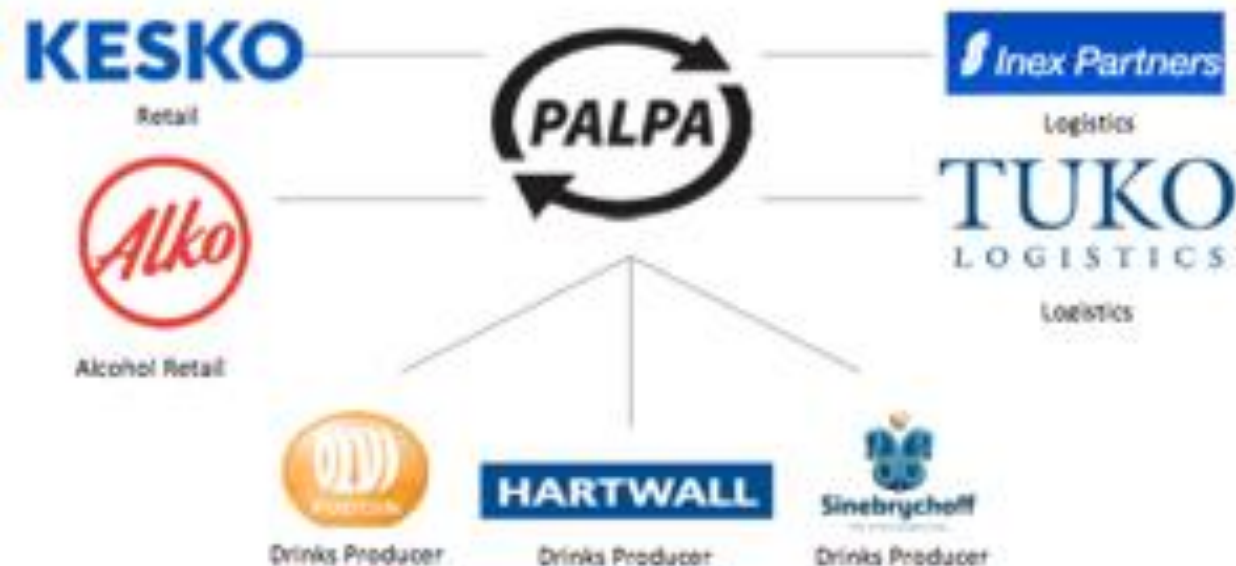 KESKO
Retail
PALPA
Inex Partners
Logistics
Alko
Alcohol Retail
TUKO
LOGISTICS
Logistics
Drinks Producer
HARTWALL
Drinks Producer
Sinebrychoff
Drinks Producer